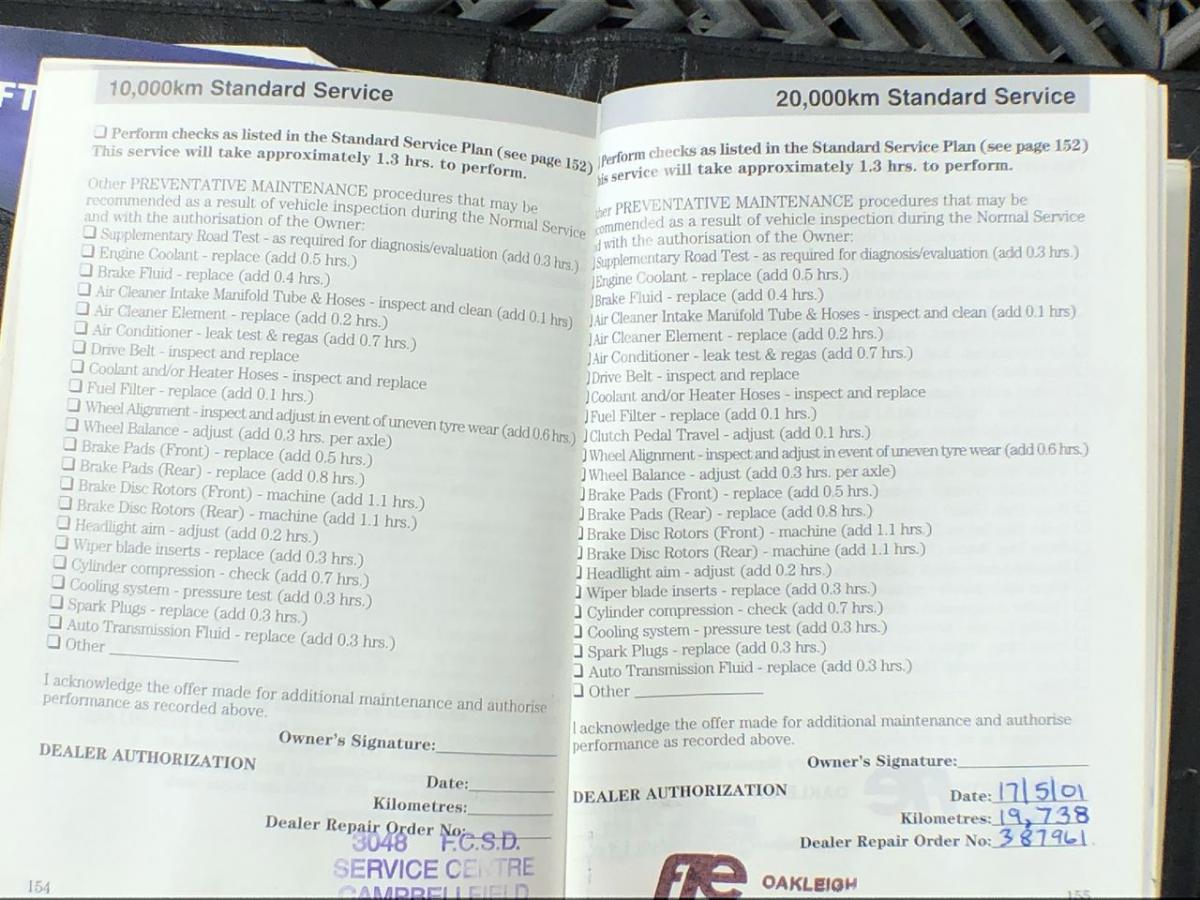 FT
10,000km Standard Service
❑ Perform checks as listed in the Standard Service Plan (see page 152)
This service will take approximately 1.3 hrs. to perform.
Other PREVENTATIVE MAINTENANCE procedures that may be
recommended as a result of vehicle inspection during the Normal Service
and with the authorisation of the Owner:
❑ Supplementary Road Test - as required for diagnosis/evaluation (add 0.3 hrs.)
❑ Engine Coolant - replace (add 0.5 hrs.)
❑ Brake Fluid - replace (add 0.4 hrs.)
❑ Air Cleaner Intake Manifold Tube & Hoses - inspect and clean (add 0.1 hrs)
❑ Air Cleaner Element - replace (add 0.2 hrs.)
❑ Air Conditioner - leak test & regas (add 0.7 hrs.)
❑ Drive Belt - inspect and replace
❑ Coolant and/or Heater Hoses - inspect and replace
❑ Fuel Filter - replace (add 0.1 hrs.)
❑ Wheel Alignment - inspect and adjust in event of uneven tyre wear (add 0.6 hrs.)
❑ Wheel Balance - adjust (add 0.3 hrs. per axle)
❑ Brake Pads (Front) - replace (add 0.5 hrs.)
❑ Brake Pads (Rear) - replace (add 0.8 hrs.)
❑ Brake Disc Rotors (Front) - machine (add 1.1 hrs.)
❑ Brake Disc Rotors (Rear) - machine (add 1.1 hrs.)
❑ Headlight aim - adjust (add 0.2 hrs.)
❑ Wiper blade inserts - replace (add 0.3 hrs.)
❑ Cylinder compression - check (add 0.7 hrs.)
❑ Cooling system - pressure test (add 0.3 hrs.)
❑ Spark Plugs - replace (add 0.3 hrs.)
❑ Auto Transmission Fluid - replace (add 0.3 hrs.)
❑ Other
I acknowledge the offer made for additional maintenance and authorise
performance as recorded above.
Owner's Signature:
DEALER AUTHORIZATION
Date:
Kilometres:
Dealer Repair Order No:
3048 F.C.S.D.
SERVICE CENTRE
CAMPBELLFIELD
154
20,000km Standard Service
Perform checks as listed in the Standard Service Plan (see page 152)
his service will take approximately 1.3 hrs. to perform.
her PREVENTATIVE MAINTENANCE procedures that may be
commended as a result of vehicle inspection during the Normal Service
d with the authorisation of the Owner:
Supplementary Road Test - as required for diagnosis/evaluation (add 0.3 hrs.)
Engine Coolant - replace (add 0.5 hrs.)
Brake Fluid - replace (add 0.4 hrs.)
Air Cleaner Intake Manifold Tube & Hoses - inspect and clean (add 0.1 hrs)
Air Cleaner Element - replace (add 0.2 hrs.)
Air Conditioner - leak test & regas (add 0.7 hrs.)
Drive Belt - inspect and replace
Coolant and/or Heater Hoses - inspect and replace
Fuel Filter - replace (add 0.1 hrs.)
Clutch Pedal Travel - adjust (add 0.1 hrs.)
Wheel Alignment - inspect and adjust in event of uneven tyre wear (add 0.6 hrs.)
Wheel Balance - adjust (add 0.3 hrs. per axle)
Brake Pads (Front) - replace (add 0.5 hrs.)
Brake Pads (Rear) - replace (add 0.8 hrs.)
Brake Disc Rotors (Front) - machine (add 1.1 hrs.)
Brake Disc Rotors (Rear) - machine (add 1.1 hrs.)
❑ Headlight aim - adjust (add 0.2 hrs.)
❑ Wiper blade inserts - replace (add 0.3 hrs.)
❑ Cylinder compression - check (add 0.7 hrs.)
❑ Cooling system - pressure test (add 0.3 hrs.)
❑ Spark Plugs - replace (add 0.3 hrs.)
❑ Auto Transmission Fluid - replace (add 0.3 hrs.)
❑ Other
I acknowledge the offer made for additional maintenance and authorise
performance as recorded above.
Owner's Signature:
DEALER AUTHORIZATION
Date: 17/5/01
Kilometres: 19,738
Dealer Repair Order No: 387961
OAKLEIGH
155